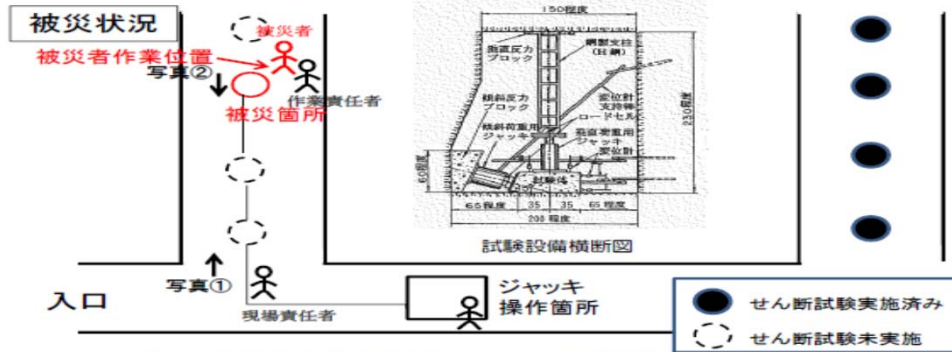 被災状況
被災者
被災者作業位置
写真②
作業責任者
被災箇所
写真①
入口
現場責任者
ジャッキ
操作箇所
150程度
垂直反力
ブロック
鋼製支柱
(H鋼)
傾斜反力
ブロック
変位計
支持棒
ロードセル
傾斜荷重用
ジャッキ
垂直荷重用
ジャッキ
変位計
試験体
230程度
60程度
65程度
35
35
65程度
200程度
試験設備横断図
せん断試験実施済み
せん断試験未実施